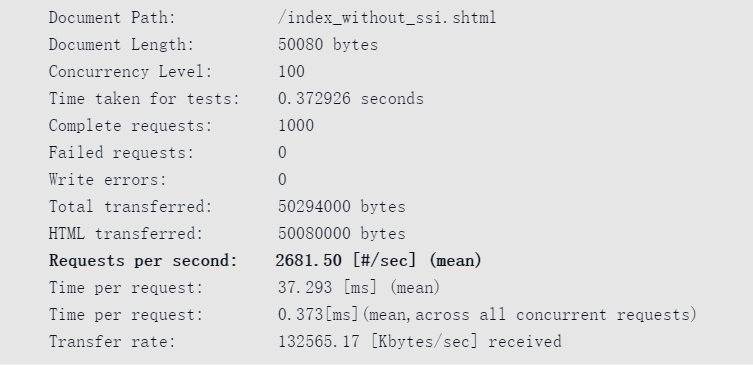 Document Path: /index_without_ssi.shtml
Document Length: 50080 bytes
Concurrency Level: 100
Time taken for tests: 0.372926 seconds
Complete requests: 1000
Failed requests: 0
Write errors: 0
Total transferred: 50294000 bytes
HTML transferred: 50080000 bytes
Requests per second: 2681.50 [#/sec] (mean)
Time per request: 37.293 [ms] (mean)
Time per request: 0.373[ms](mean,across all concurrent requests)
Transfer rate: 132565.17 [Kbytes/sec] received